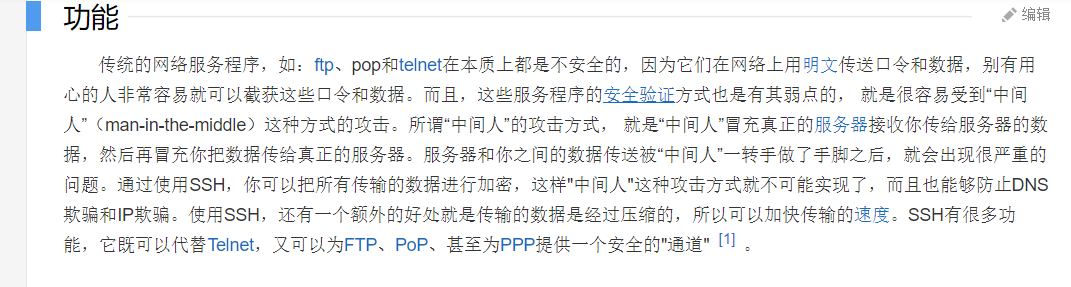 功能
编辑
传统的网络服务程序，如：ftp、pop和telnet在本质上都是不安全的，因为它们在网络上用明文传送口令和数据，别有用
心的人非常容易就可以截获这些口令和数据。而且，这些服务程序的安全验证方式也是有其弱点的， 就是很容易受到“中间
人”（man-in-the-middle）这种方式的攻击。所谓“中间人”的攻击方式， 就是“中间人”冒充真正的服务器接收你传给服务器的数
据，然后再冒充你把数据传给真正的服务器。服务器和你之间的数据传送被“中间人”一转手做了手脚之后，就会出现很严重的
问题。通过使用SSH，你可以把所有传输的数据进行加密，这样"中间人"这种攻击方式就不可能实现了，而且也能够防止DNS
欺骗和IP欺骗。使用SSH，还有一个额外的好处就是传输的数据是经过压缩的，所以可以加快传输的速度。SSH有很多功
能，它既可以代替Telnet，又可以为FTP、PoP、甚至为PPP提供一个安全的"通道" [1] 。